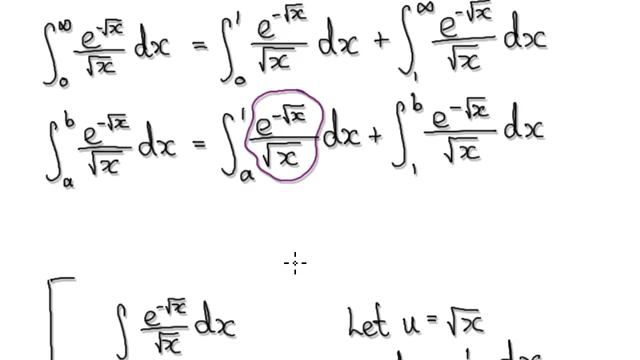 ∫₀^∞ e^(-√x)/√x dx = ∫₀^1 e^(-√x)/√x dx + ∫₁^∞ e^(-√x)/√x dx
∫ₐ^b e^(-√x)/√x dx = ∫ₐ^1 e^(-√x)/√x dx + ∫₁^b e^(-√x)/√x dx
[ ∫ e^(-√x)/√x dx Let u = √x